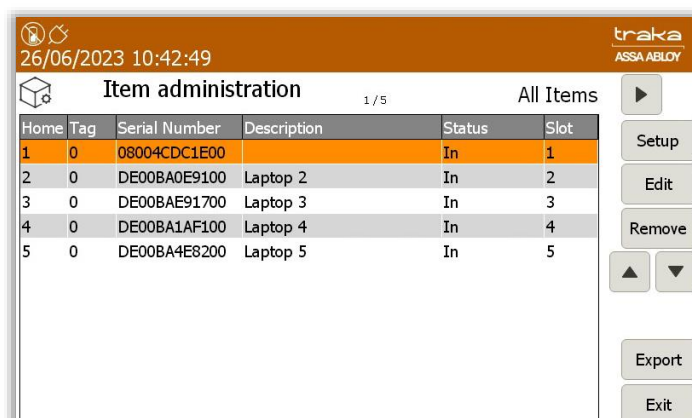 traka
26/06/2023 10:42:49
ASSA ABLOY
Item administration 1/5 All Items
Home Tag Serial Number Description Status Slot
Setup
1 0 08004CDC1E00 In 1
2 0 DE00BA0E9100 Laptop 2 In 2
Edit
3 0 DE00BAE91700 Laptop 3 In 3
4 0 DE00BA1AF100 Laptop 4 In 4
Remove
5 0 DE00BA4E8200 Laptop 5 In 5
Export
Exit